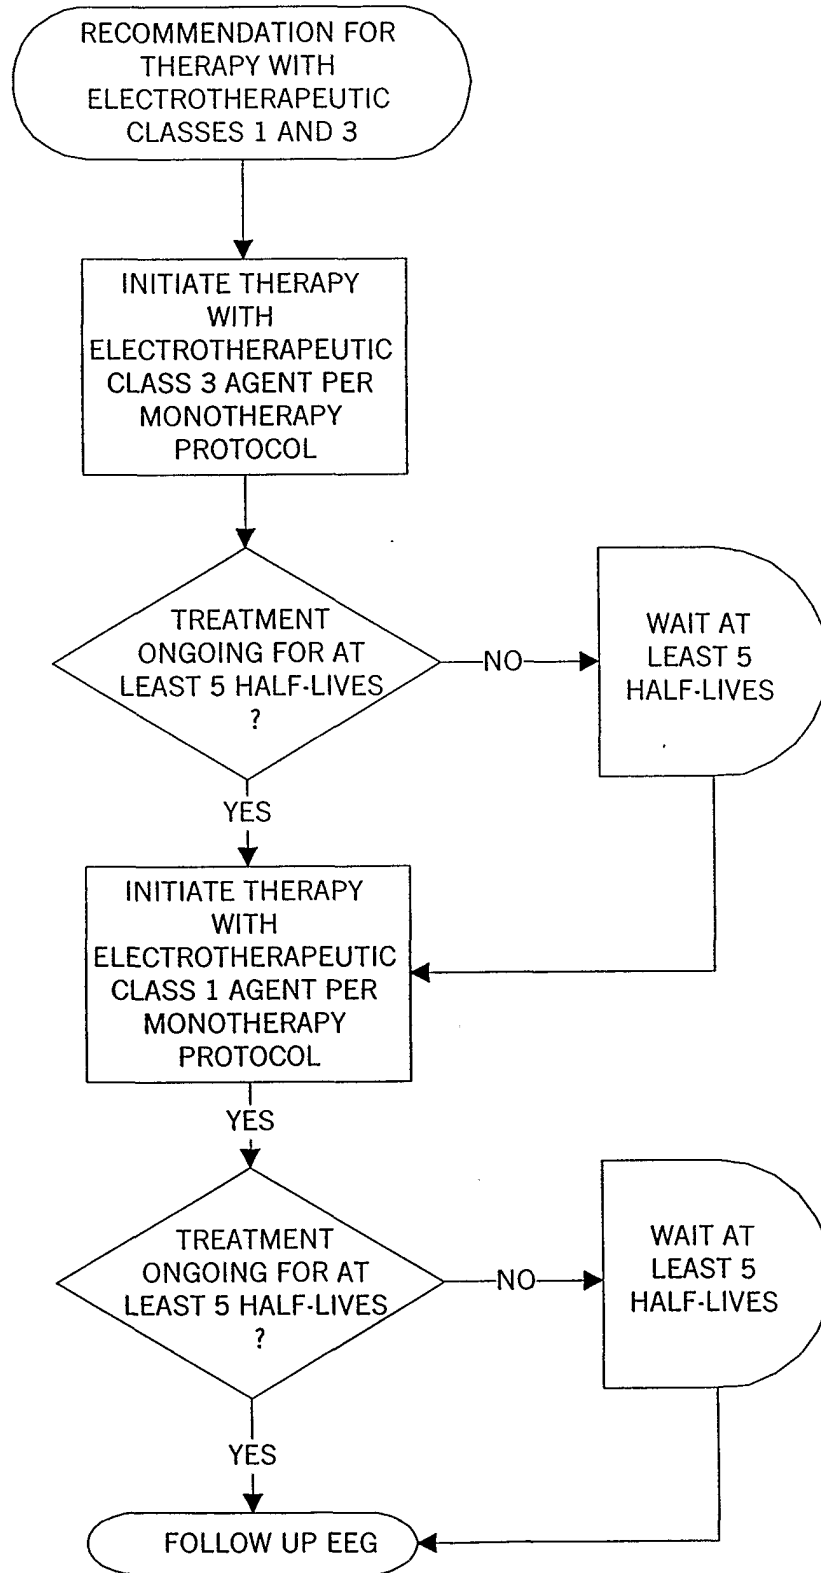 RECOMMENDATION FOR
THERAPY WITH
ELECTROTHERAPEUTIC
CLASSES 1 AND 3
INITIATE THERAPY
WITH
ELECTROTHERAPEUTIC
CLASS 3 AGENT PER
MONOTHERAPY
PROTOCOL
TREATMENT
ONGOING FOR AT
LEAST 5 HALF-LIVES
?
NO
WAIT AT
LEAST 5
HALF-LIVES
YES
INITIATE THERAPY
WITH
ELECTROTHERAPEUTIC
CLASS 1 AGENT PER
MONOTHERAPY
PROTOCOL
YES
TREATMENT
ONGOING FOR AT
LEAST 5 HALF-LIVES
?
NO
WAIT AT
LEAST 5
HALF-LIVES
YES
FOLLOW UP EEG